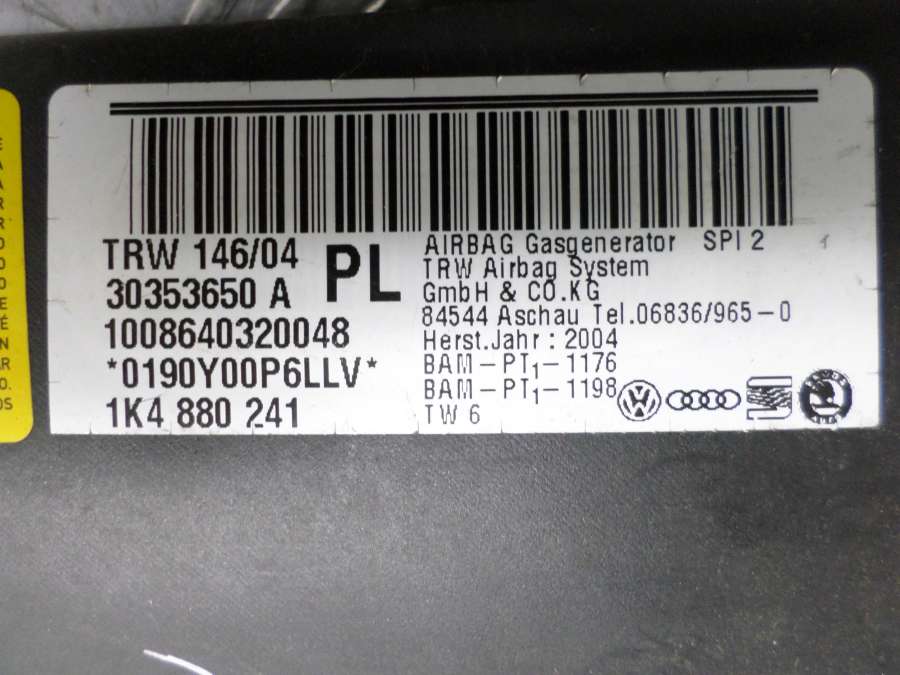 TRW 146/04
30353650 A
PL
1008640320048
*0190Y00P6LLV*
1K4 880 241
AIRBAG Gasgenerator SPI 2
TRW Airbag System
GmbH & CO.KG
84544 Aschau Tel.06836/965-0
Herst.Jahr: 2004
BAM-PT1-1176
BAM-PT1-1198
TW 6